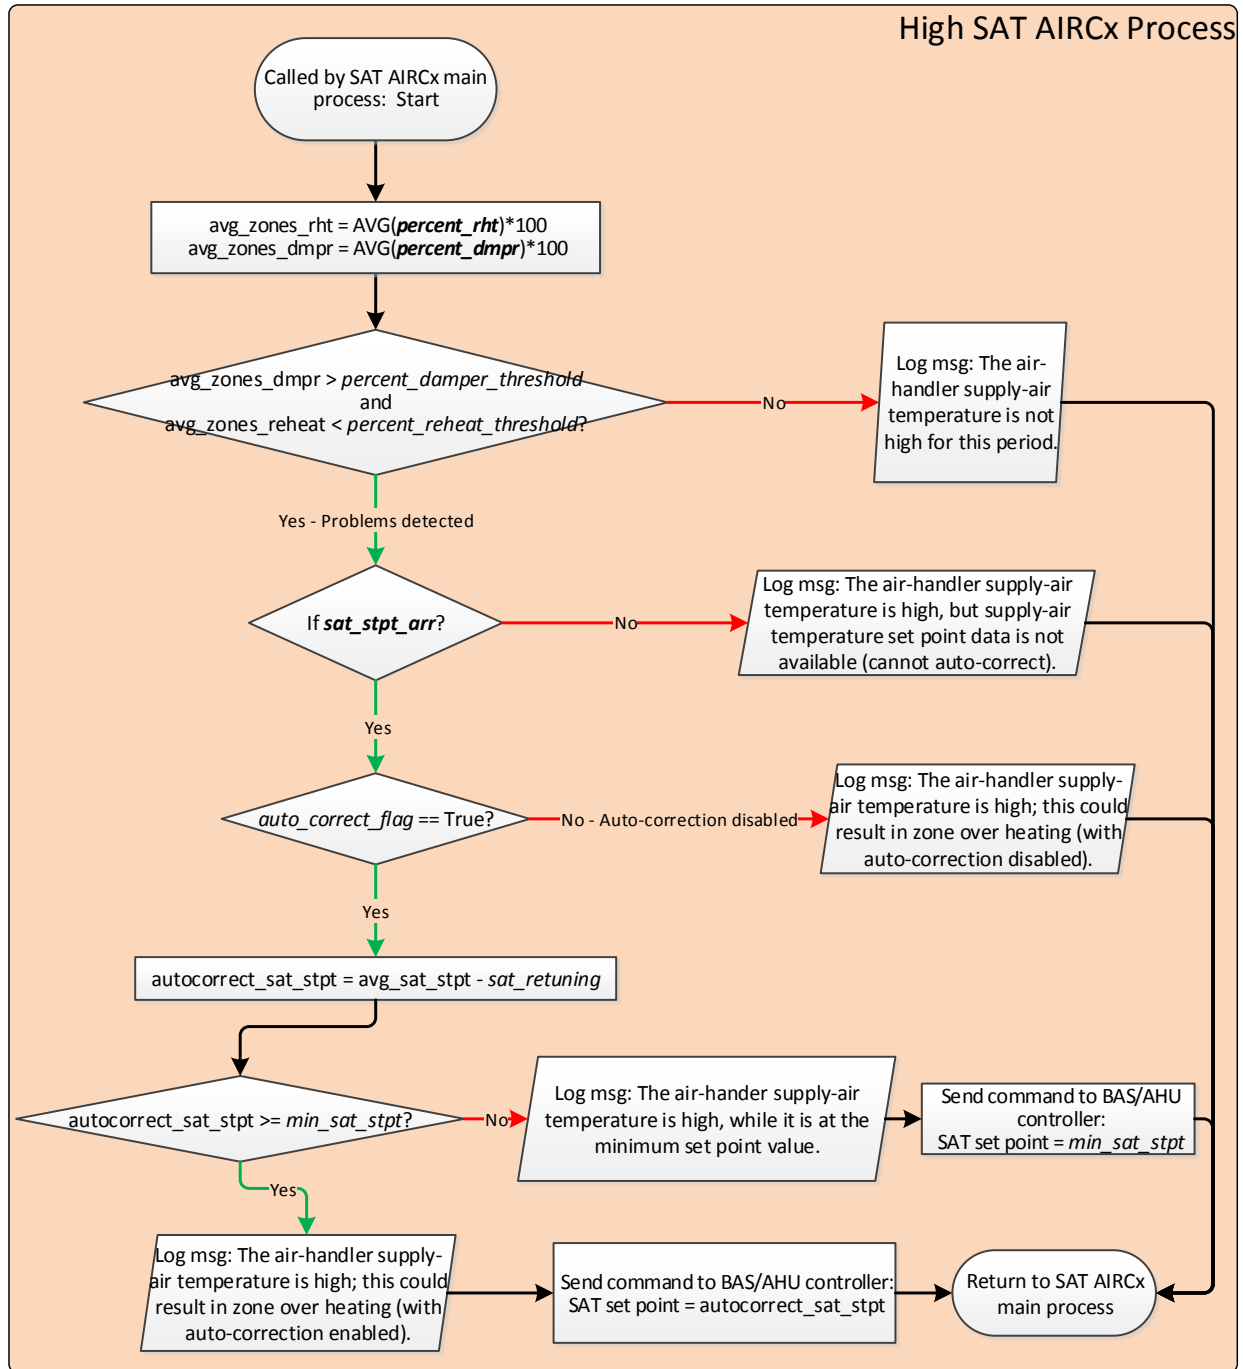 High SAT AIRCx Process
Called by SAT AIRCx main
process:  Start
avg_zones_rht = AVG(percent_rht)*100
avg_zones_dmpr = AVG(percent_dmpr)*100
avg_zones_dmpr > percent_damper_threshold
and
avg_zones_reheat < percent_reheat_threshold?
No
Log msg: The air-
handler supply-air
temperature is not
high for this period.
Yes - Problems detected
If sat_stpt_arr?
No
Log msg: The air-handler supply-air
temperature is high, but supply-air
temperature set point data is not
available (cannot auto-correct).
Yes
auto_correct_flag == True?
No - Auto-correction disabled
Log msg: The air-handler supply-
air temperature is high; this could
result in zone over heating (with
auto-correction disabled).
Yes
autocorrect_sat_stpt = avg_sat_stpt - sat_retuning
autocorrect_sat_stpt >= min_sat_stpt?
No
Log msg: The air-hander supply-air
temperature is high, while it is at the
minimum set point value.
Send command to BAS/AHU
controller:
SAT set point = min_sat_stpt
Yes
Log msg: The air-handler supply-
air temperature is high; this could
result in zone over heating (with
auto-correction enabled).
Send command to BAS/AHU controller:
SAT set point = autocorrect_sat_stpt
Return to SAT AIRCx
main process